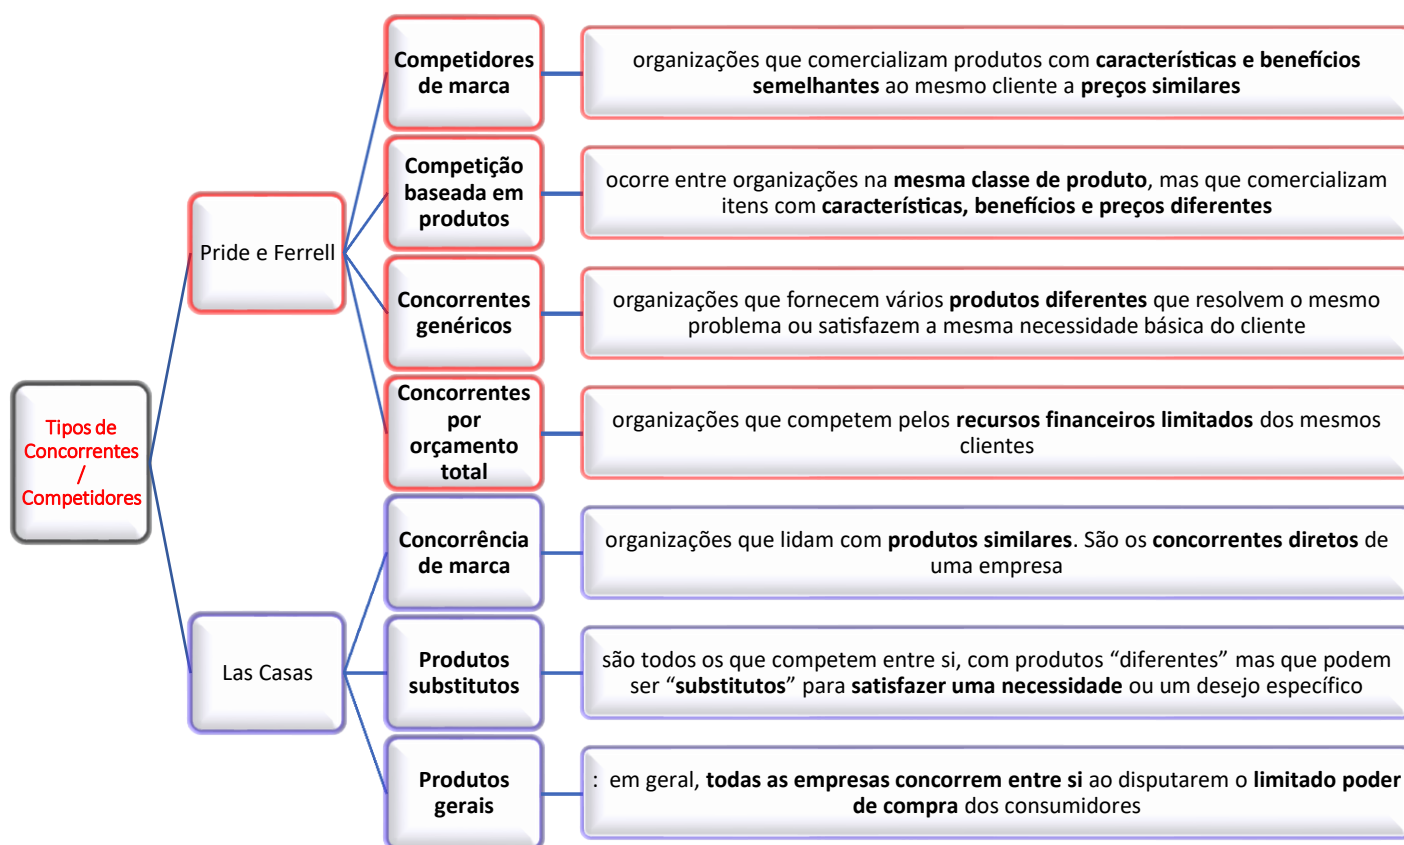 Tipos de
Concorrentes
/
Competidores
Pride e Ferrell
Competidores
de marca
organizações que comercializam produtos com características e benefícios
semelhantes ao mesmo cliente a preços similares
Competição
baseada em
produtos
ocorre entre organizações na mesma classe de produto, mas que comercializam
itens com características, benefícios e preços diferentes
Concorrentes
genéricos
organizações que fornecem vários produtos diferentes que resolvem o mesmo
problema ou satisfazem a mesma necessidade básica do cliente
Concorrentes
por
orçamento
total
organizações que competem pelos recursos financeiros limitados dos mesmos
clientes
Las Casas
Concorrência
de marca
organizações que lidam com produtos similares. São os concorrentes diretos de
uma empresa
Produtos
substitutos
são todos os que competem entre si, com produtos “diferentes” mas que podem
ser “substitutos” para satisfazer uma necessidade ou um desejo específico
Produtos
gerais
: em geral, todas as empresas concorrem entre si ao disputarem o limitado poder
de compra dos consumidores